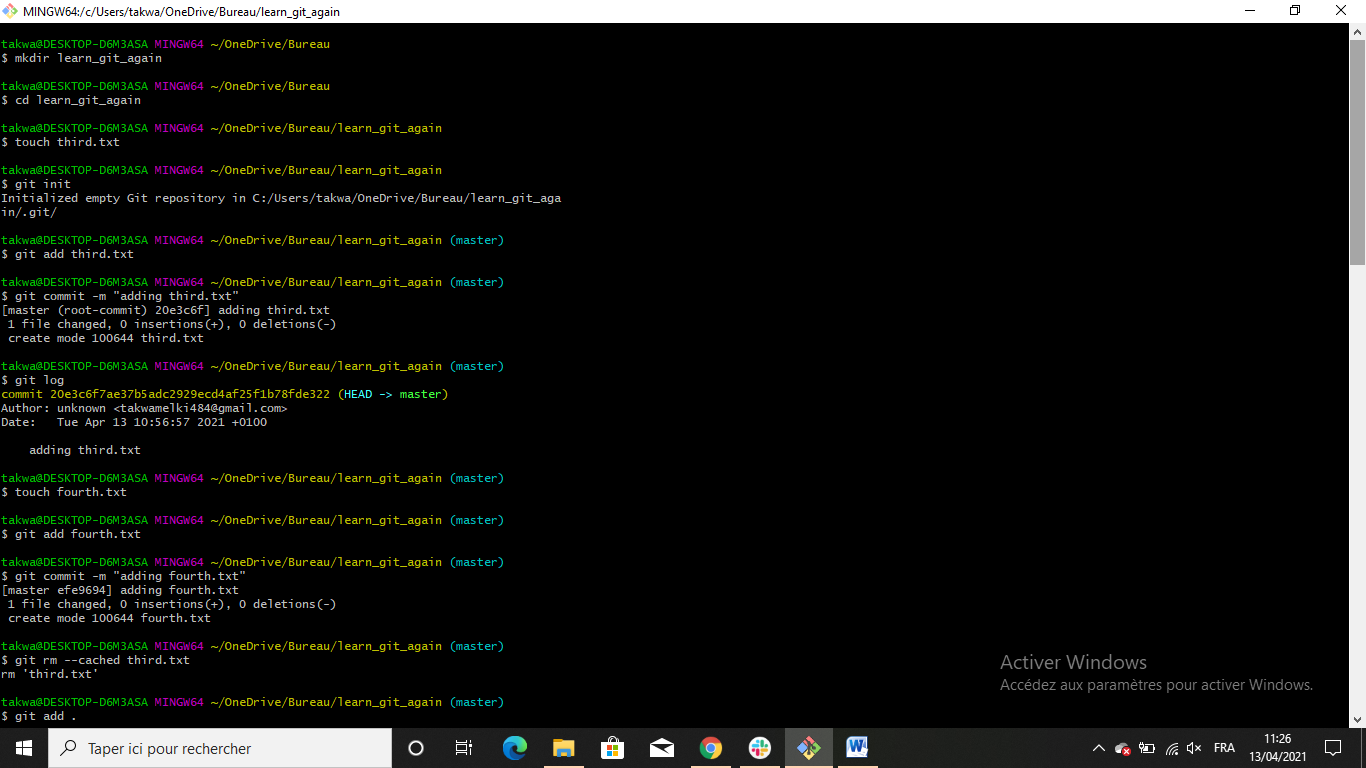 MINGW64:/c/Users/takwa/OneDrive/Bureau/learn_git_again
takwa@DESKTOP-D6M3ASA MINGW64 ~/OneDrive/Bureau
$ mkdir learn_git_again
takwa@DESKTOP-D6M3ASA MINGW64 ~/OneDrive/Bureau
$ cd learn_git_again
takwa@DESKTOP-D6M3ASA MINGW64 ~/OneDrive/Bureau/learn_git_again
$ touch third.txt
takwa@DESKTOP-D6M3ASA MINGW64 ~/OneDrive/Bureau/learn_git_again
$ git init
Initialized empty Git repository in C:/Users/takwa/OneDrive/Bureau/learn_git_aga
in/.git/
takwa@DESKTOP-D6M3ASA MINGW64 ~/OneDrive/Bureau/learn_git_again (master)
$ git add third.txt
takwa@DESKTOP-D6M3ASA MINGW64 ~/OneDrive/Bureau/learn_git_again (master)
$ git commit -m "adding third.txt"
[master (root-commit) 20e3c6f] adding third.txt
 1 file changed, 0 insertions(+), 0 deletions(-)
 create mode 100644 third.txt
takwa@DESKTOP-D6M3ASA MINGW64 ~/OneDrive/Bureau/learn_git_again (master)
$ git log
commit 20e3c6f7ae37b5adc2929ecd4af25f1b78fde322 (HEAD -> master)
Author: unknown <takwamelki484@gmail.com>
Date:   Tue Apr 13 10:56:57 2021 +0100
    adding third.txt
takwa@DESKTOP-D6M3ASA MINGW64 ~/OneDrive/Bureau/learn_git_again (master)
$ touch fourth.txt
takwa@DESKTOP-D6M3ASA MINGW64 ~/OneDrive/Bureau/learn_git_again (master)
$ git add fourth.txt
takwa@DESKTOP-D6M3ASA MINGW64 ~/OneDrive/Bureau/learn_git_again (master)
$ git commit -m "adding fourth.txt"
[master efe9694] adding fourth.txt
 1 file changed, 0 insertions(+), 0 deletions(-)
 create mode 100644 fourth.txt
takwa@DESKTOP-D6M3ASA MINGW64 ~/OneDrive/Bureau/learn_git_again (master)
$ git rm --cached third.txt
rm 'third.txt'
takwa@DESKTOP-D6M3ASA MINGW64 ~/OneDrive/Bureau/learn_git_again (master)
$ git add .
Activer Windows
Accédez aux paramètres pour activer Windows.
Taper ici pour rechercher
W
FRA
11:26
13/04/2021